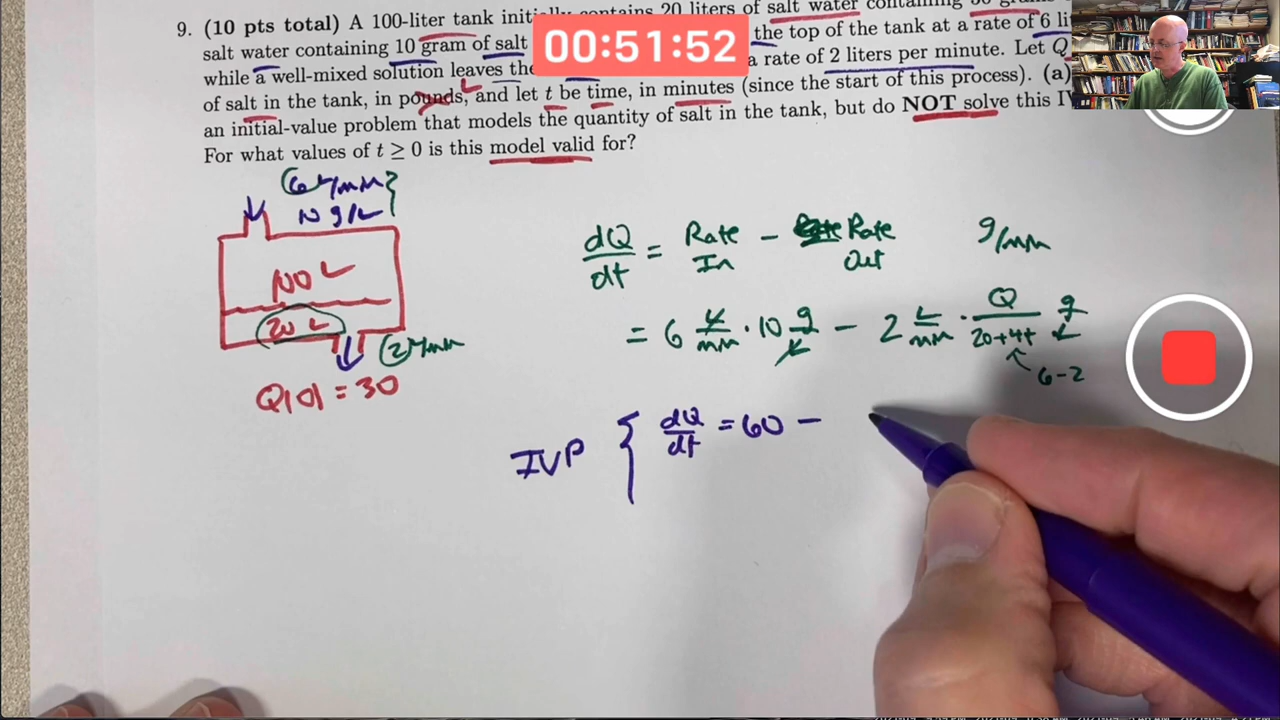 9. (10 pts total) A 100-liter tank initially contains 20 liters of salt water containing 30 grams
salt water containing 10 gram of salt the top of the tank at a rate of 6 li
while a well-mixed solution leaves the a rate of 2 liters per minute. Let Q
of salt in the tank, in pounds, and let t be time, in minutes (since the start of this process). (a)
an initial-value problem that models the quantity of salt in the tank, but do NOT solve this IV
For what values of t ≥ 0 is this model valid for?
00:51:52
6 L/min
10 g/L
100 L
20 L
2 L/min
Q(0) = 30
dQ/dt = Rate In - Rate Out g/min
= 6 L/min · 10 g/L - 2 L/min · Q/(20+4t) g/L
6-2
IVP { dQ/dt = 60 -